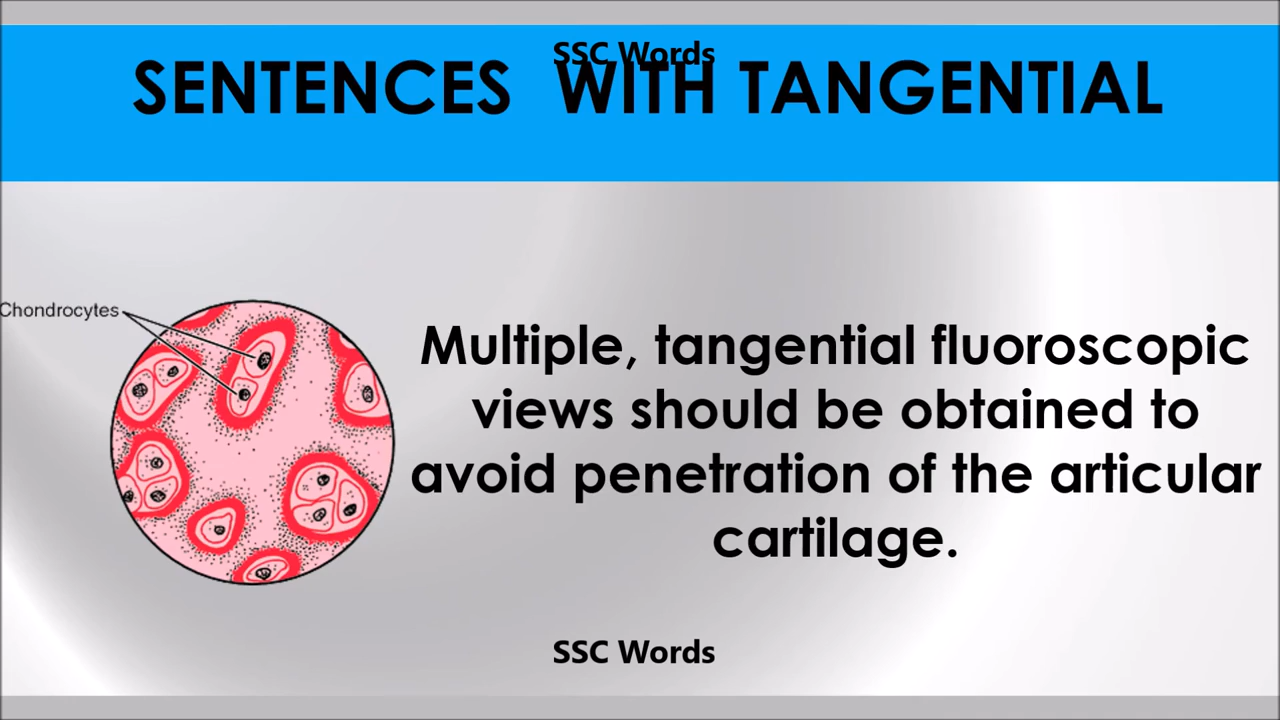 SSC Words
SENTENCES WITH TANGENTIAL
Chondrocytes
Multiple, tangential fluoroscopic
views should be obtained to
avoid penetration of the articular
cartilage.
SSC Words